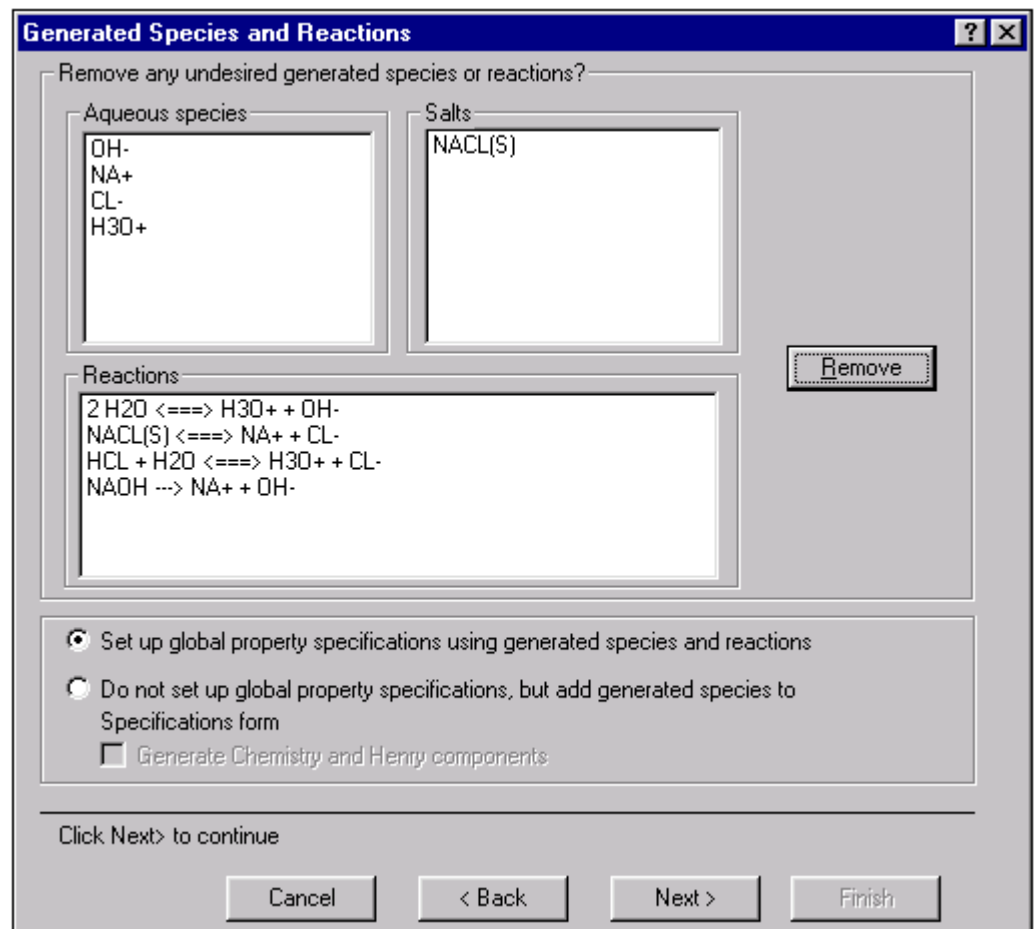 Generated Species and Reactions
Remove any undesired generated species or reactions?
Aqueous species
OH-
NA+
CL-
H3O+
Salts
NACL(S)
Remove
Reactions
2 H2O <===> H3O+ + OH-
NACL(S) <===> NA+ + CL-
HCL + H2O <===> H3O+ + CL-
NAOH ---> NA+ + OH-
Set up global property specifications using generated species and reactions
Do not set up global property specifications, but add generated species to
Specifications form
Generate Chemistry and Henry components
Click Next> to continue
Cancel
< Back
Next >
Finish